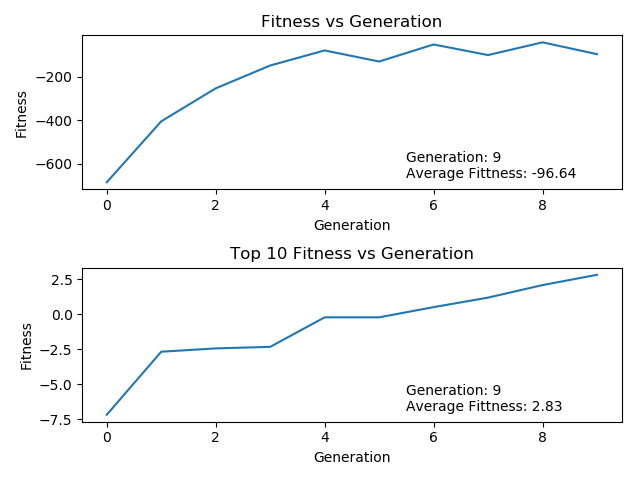 Fitness vs Generation
−200
−400
−600
Fitness
Generation: 9
Average Fittness: -96.64
0 2 4 6 8
Generation
Top 10 Fitness vs Generation
2.5
0.0
−2.5
−5.0
−7.5
Fitness
Generation: 9
Average Fittness: 2.83
0 2 4 6 8
Generation